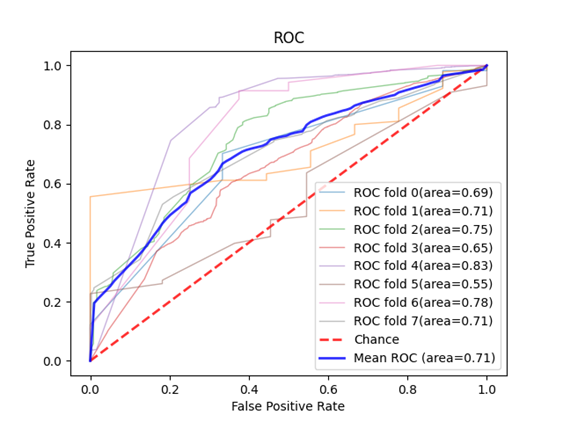 ROC
True Positive Rate
1.0
0.8
0.6
0.4
0.2
0.0
ROC fold 0(area=0.69)
ROC fold 1(area=0.71)
ROC fold 2(area=0.75)
ROC fold 3(area=0.65)
ROC fold 4(area=0.83)
ROC fold 5(area=0.55)
ROC fold 6(area=0.78)
ROC fold 7(area=0.71)
Chance
Mean ROC (area=0.71)
0.0 0.2 0.4 0.6 0.8 1.0
False Positive Rate